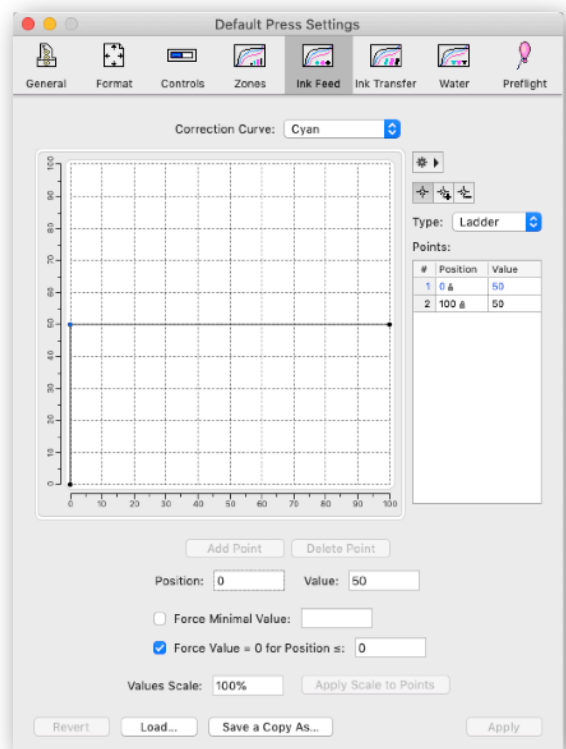 Default Press Settings
General Format Controls Zones Ink Feed Ink Transfer Water Preflight
Correction Curve: Cyan
Type: Ladder
Points:
# Position Value
1 0 50
2 100 50
100
90
80
70
60
50
40
30
20
10
0
0 10 20 30 40 50 60 70 80 90 100
Add Point Delete Point
Position: 0 Value: 50
Force Minimal Value:
Force Value = 0 for Position ≤: 0
Values Scale: 100% Apply Scale to Points
Revert Load... Save a Copy As... Apply